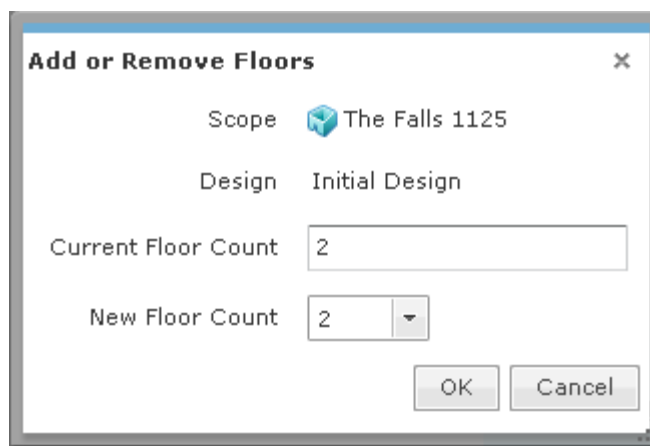 Add or Remove Floors
Scope The Falls 1125
Design Initial Design
Current Floor Count 2
New Floor Count 2
OK Cancel